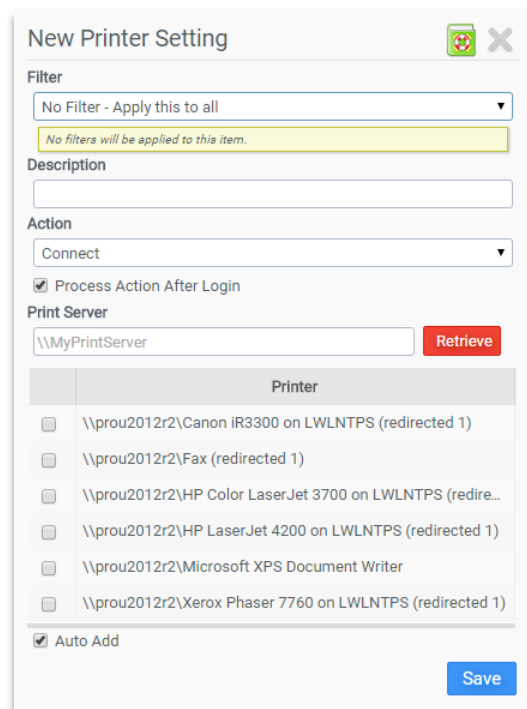 New Printer Setting
Filter
No Filter - Apply this to all
No filters will be applied to this item.
Description
Action
Connect
Process Action After Login
Print Server
\\MyPrintServer
Retrieve
Printer
\\prou2012r2\Canon iR3300 on LWLNTPS (redirected 1)
\\prou2012r2\Fax (redirected 1)
\\prou2012r2\HP Color LaserJet 3700 on LWLNTPS (redire...
\\prou2012r2\HP LaserJet 4200 on LWLNTPS (redirected 1)
\\prou2012r2\Microsoft XPS Document Writer
\\prou2012r2\Xerox Phaser 7760 on LWLNTPS (redirected 1)
Auto Add
Save